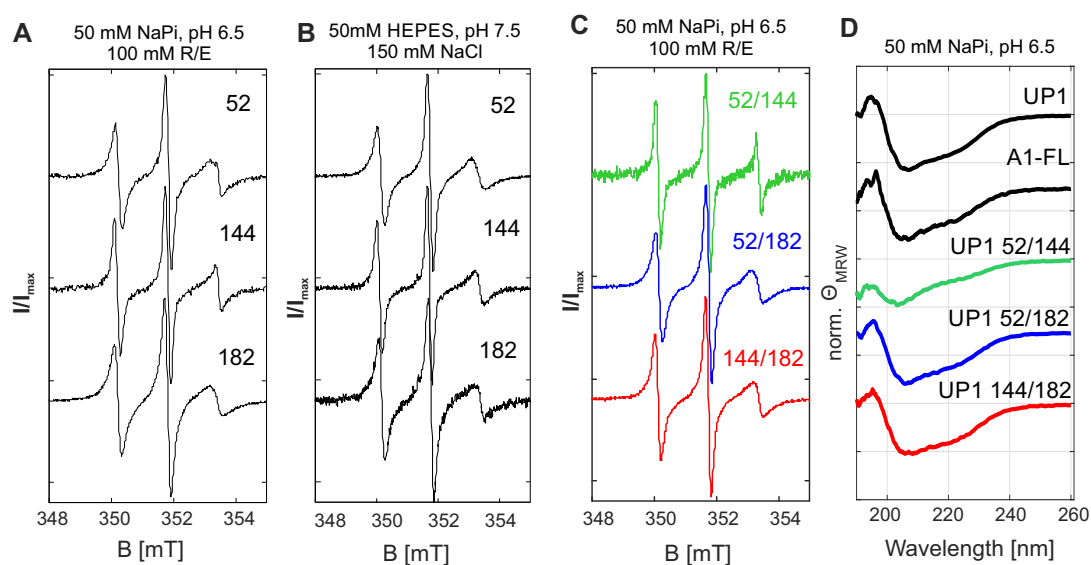 A
50 mM NaPi, pH 6.5
100 mM R/E
52
144
182
I/Imax
348
350
352
354
B [mT]
B
50mM HEPES, pH 7.5
150 mM NaCl
52
144
182
I/Imax
348
350
352
354
B [mT]
C
50 mM NaPi, pH 6.5
100 mM R/E
52/144
52/182
144/182
I/Imax
348
350
352
354
B [mT]
D
50 mM NaPi, pH 6.5
UP1
A1-FL
UP1 52/144
UP1 52/182
UP1 144/182
norm. ΘMRW
200
220
240
260
Wavelength [nm]